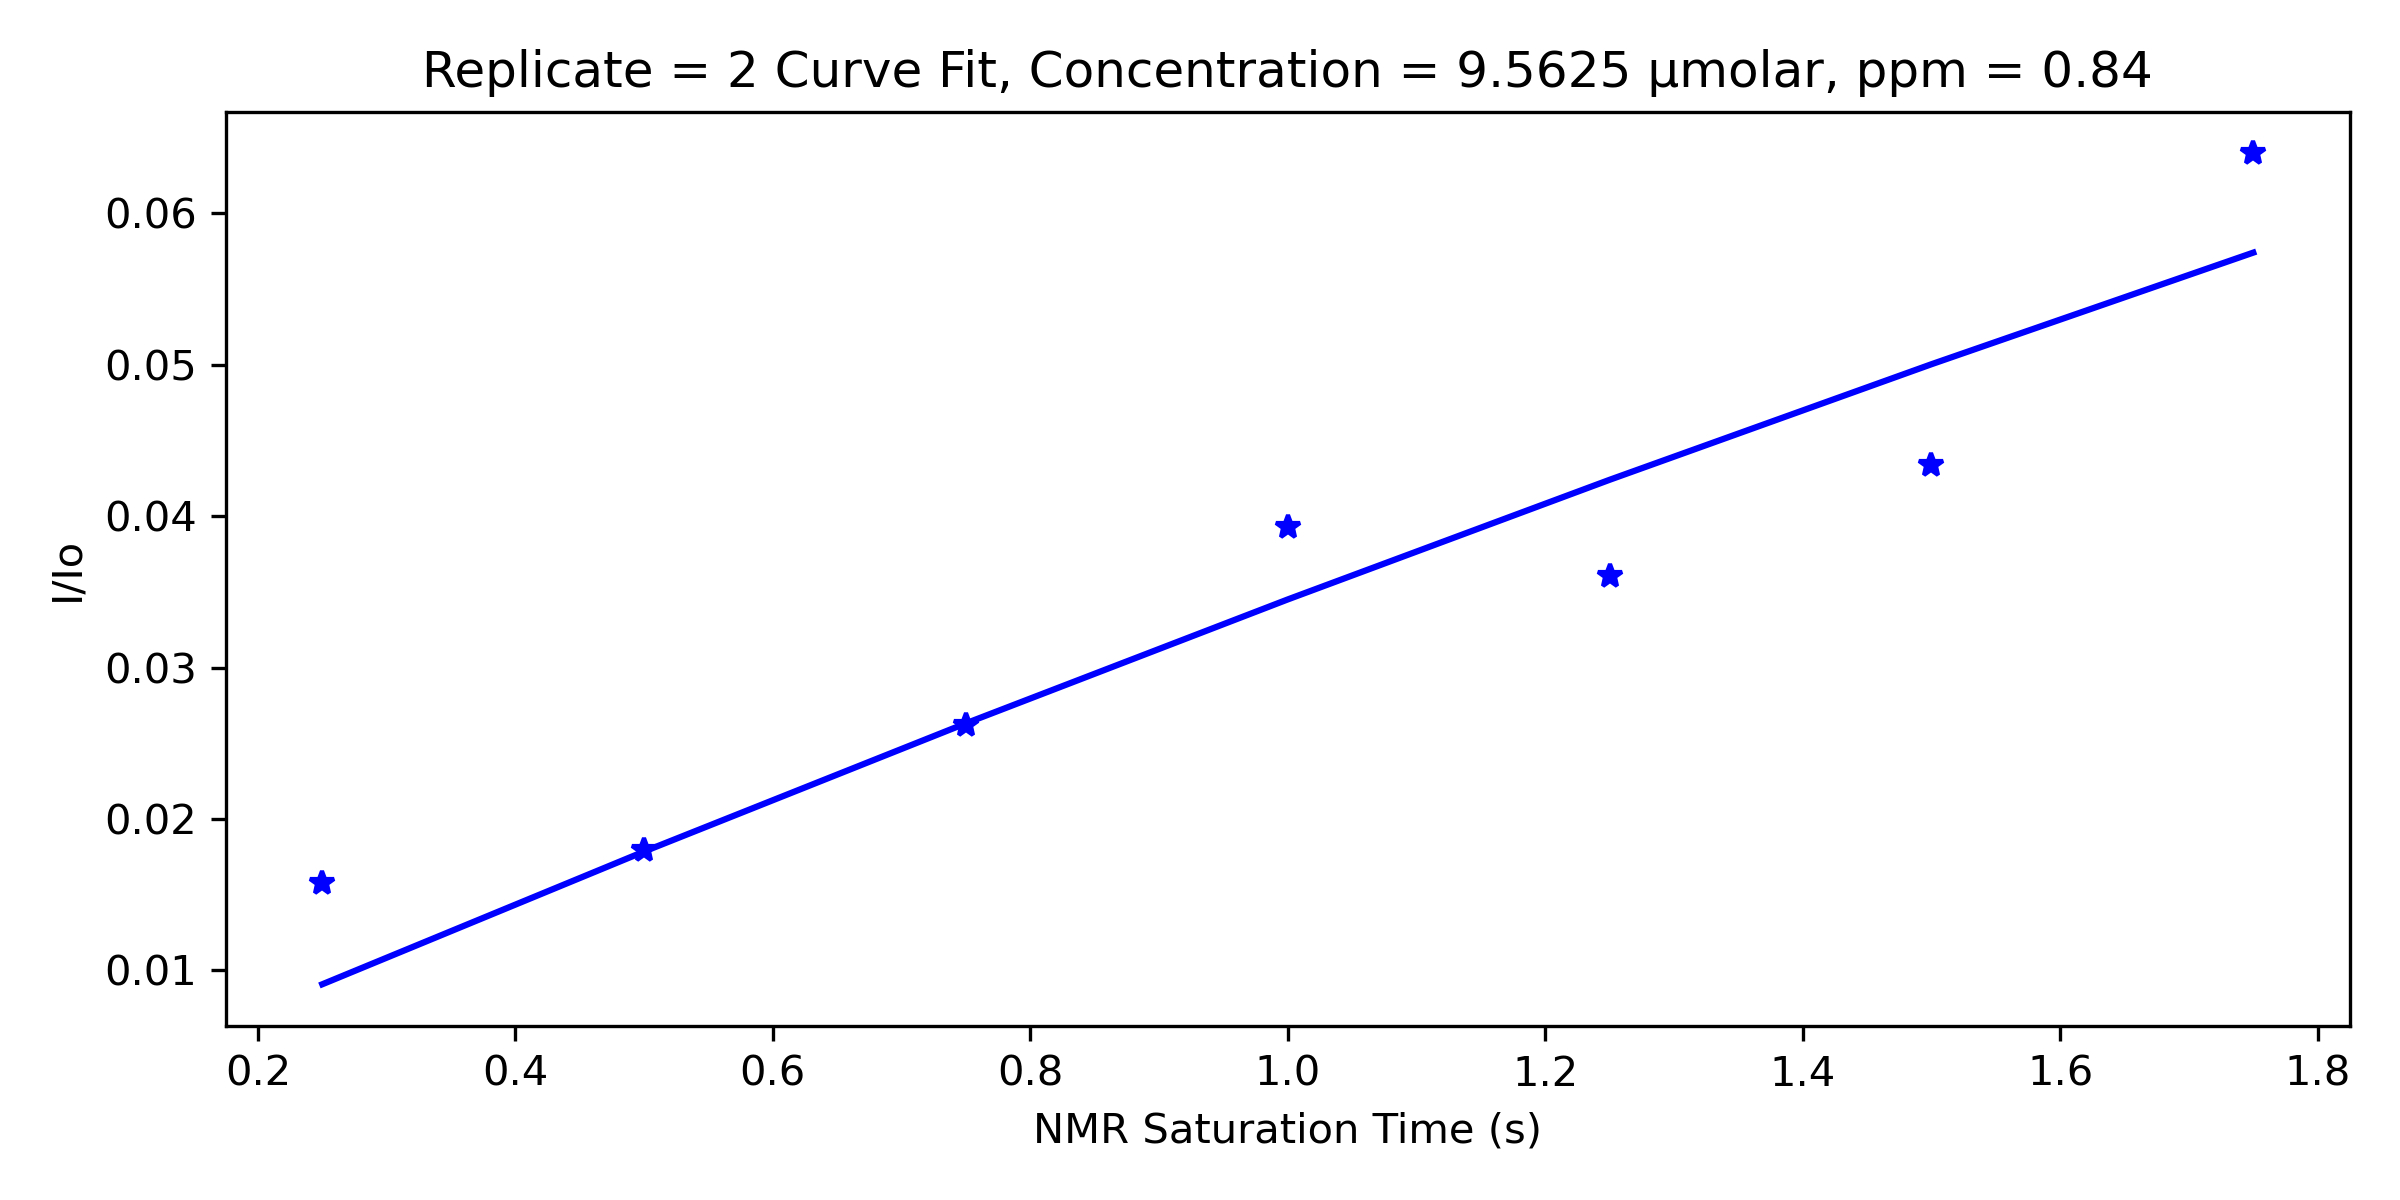 Replicate = 2 Curve Fit, Concentration = 9.5625 µmolar, ppm = 0.84
0.06
0.05
0.04
0.03
0.02
0.01
I/Io
0.2 0.4 0.6 0.8 1.0 1.2 1.4 1.6 1.8
NMR Saturation Time (s)